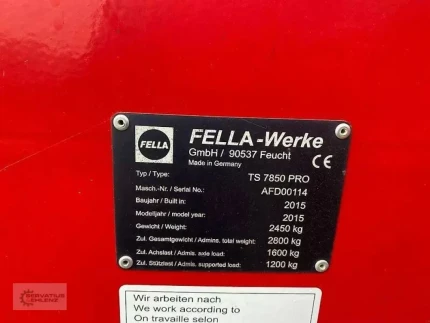 FELLA
FELLA-Werke
GmbH / 90537 Feucht
Made in Germany
CE
Typ / Type: TS 7850 PRO
Masch.-Nr. / Serial No.: AFD00114
Baujahr / Built in: 2015
Modelljahr / model year: 2015
Gewicht / Weight: 2450 kg
Zul. Gesamtgewicht / Admiss. total weight: 2800 kg
Zul. Achslast / Admis. axle load: 1600 kg
Zul. Stützlast / Admis. supported load: 1200 kg
Wir arbeiten nach
We work according to
On travaille selon